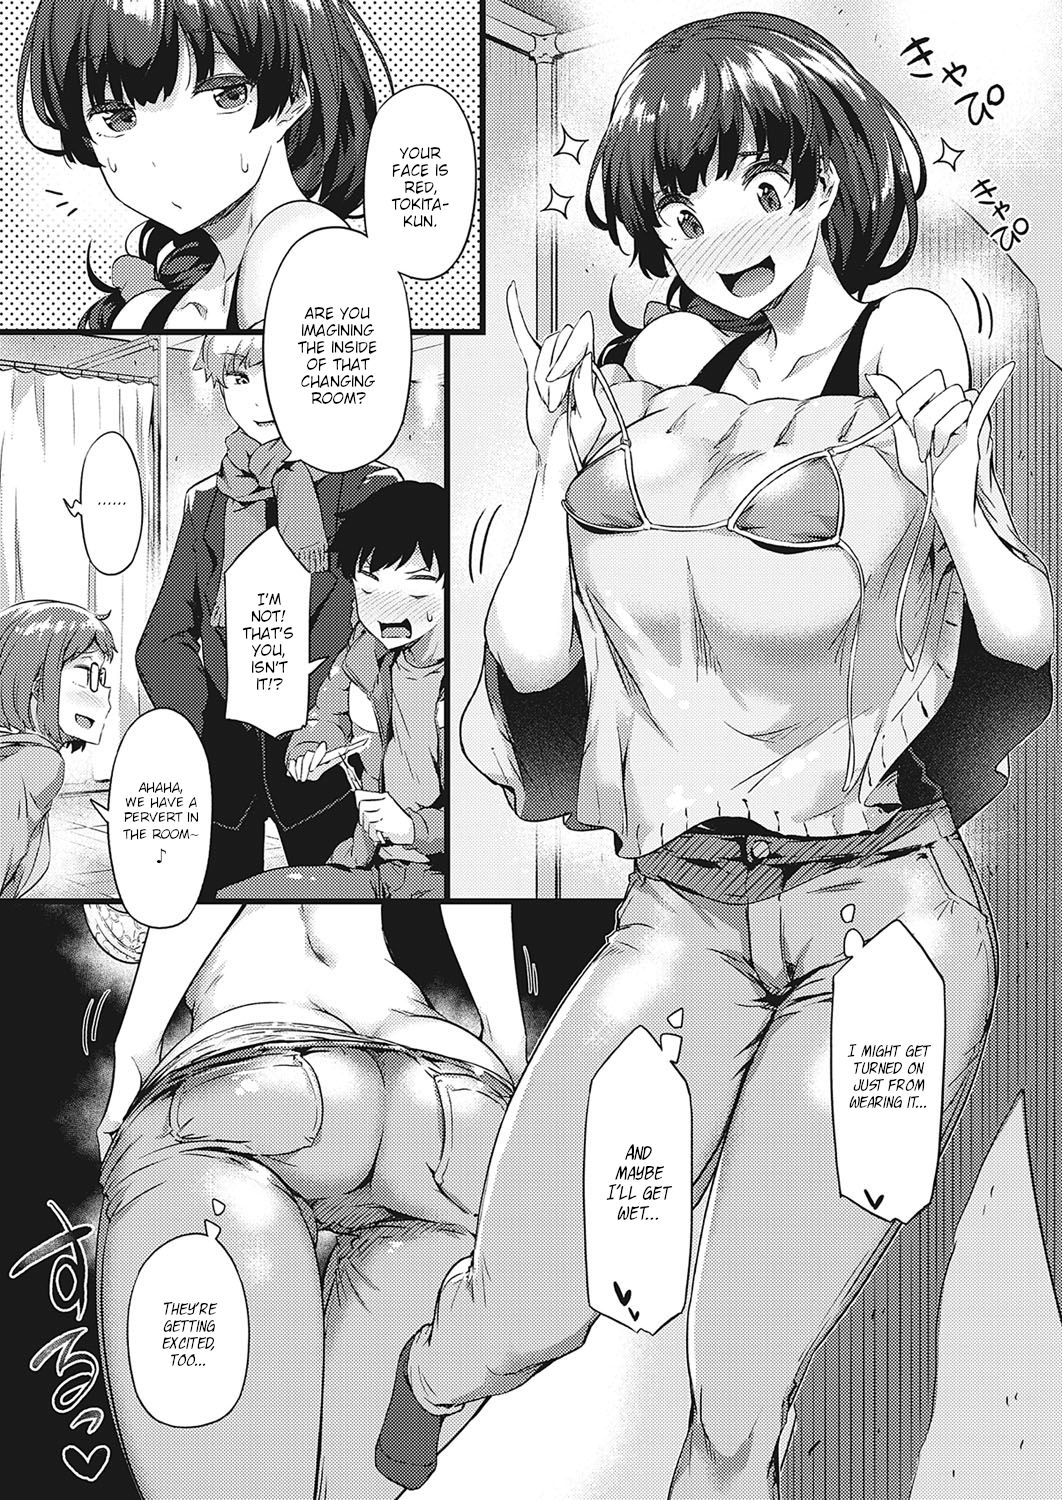 きゃぴ
きゃぴ
YOUR
FACE IS
RED,
TOKITA-
KUN.
ARE YOU
IMAGINING
THE INSIDE
OF THAT
CHANGING
ROOM?
......
I'M
NOT!
THAT'S
YOU,
ISN'T
IT!?
AHAHA,
WE HAVE A
PERVERT IN
THE ROOM~
♪
I MIGHT GET
TURNED ON
JUST FROM
WEARING IT...
AND
MAYBE
I'LL GET
WET...
THEY'RE
GETTING
EXCITED,
TOO...
するっ♡